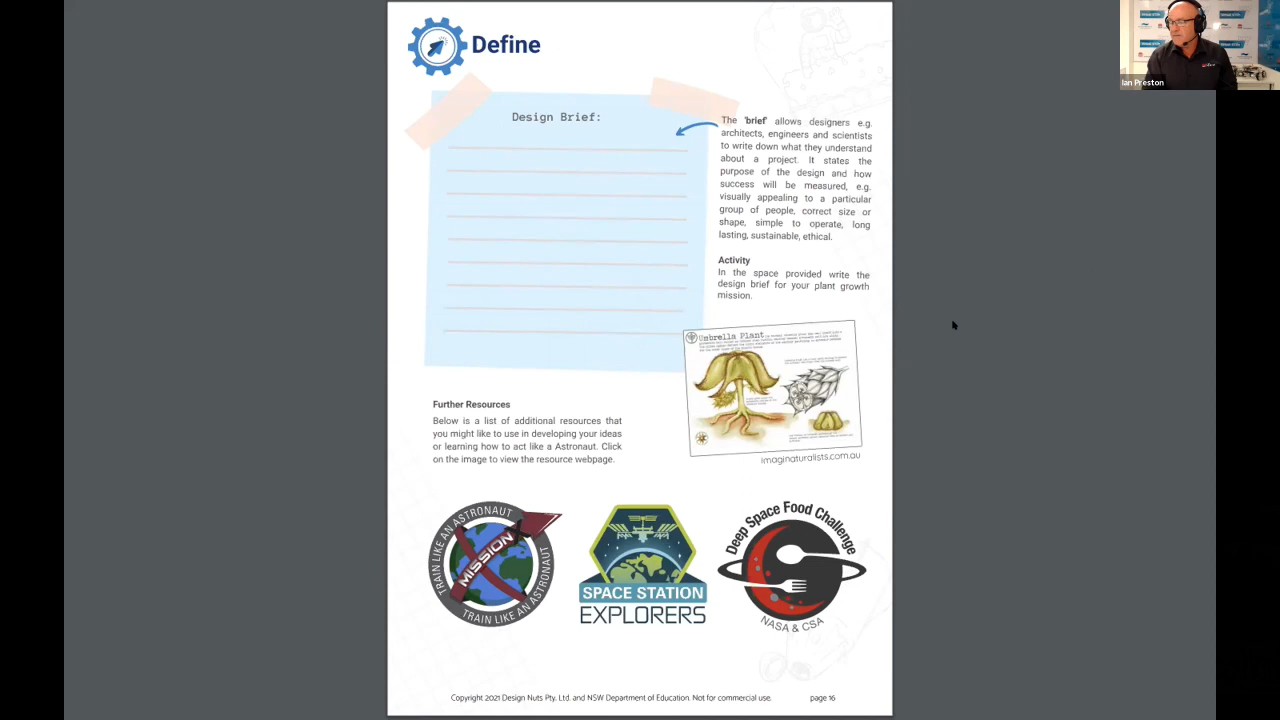 Define
Design Brief:
The 'brief' allows designers e.g.
architects, engineers and scientists
to write down what they understand
about a project. It states the
purpose of the design and how
success will be measured, e.g.
visually appealing to a particular
group of people, correct size or
shape, simple to operate, long
lasting, sustainable, ethical.
Activity
In the space provided write the
design brief for your plant growth
mission.
Umbrella Plant
imaginaturalists.com.au
Further Resources
Below is a list of additional resources that
you might like to use in developing your ideas
or learning how to act like a Astronaut. Click
on the image to view the resource webpage.
TRAIN LIKE AN ASTRONAUT
MISSION
TRAIN LIKE AN ASTRONAUT
TRAIN LIKE AN ASTRONAUT
SPACE STATION
EXPLORERS
Deep Space Food Challenge
NASA & CSA
Copyright 2021 Design Nuts Pty. Ltd. and NSW Department of Education. Not for commercial use.
page 16
Ian Preston